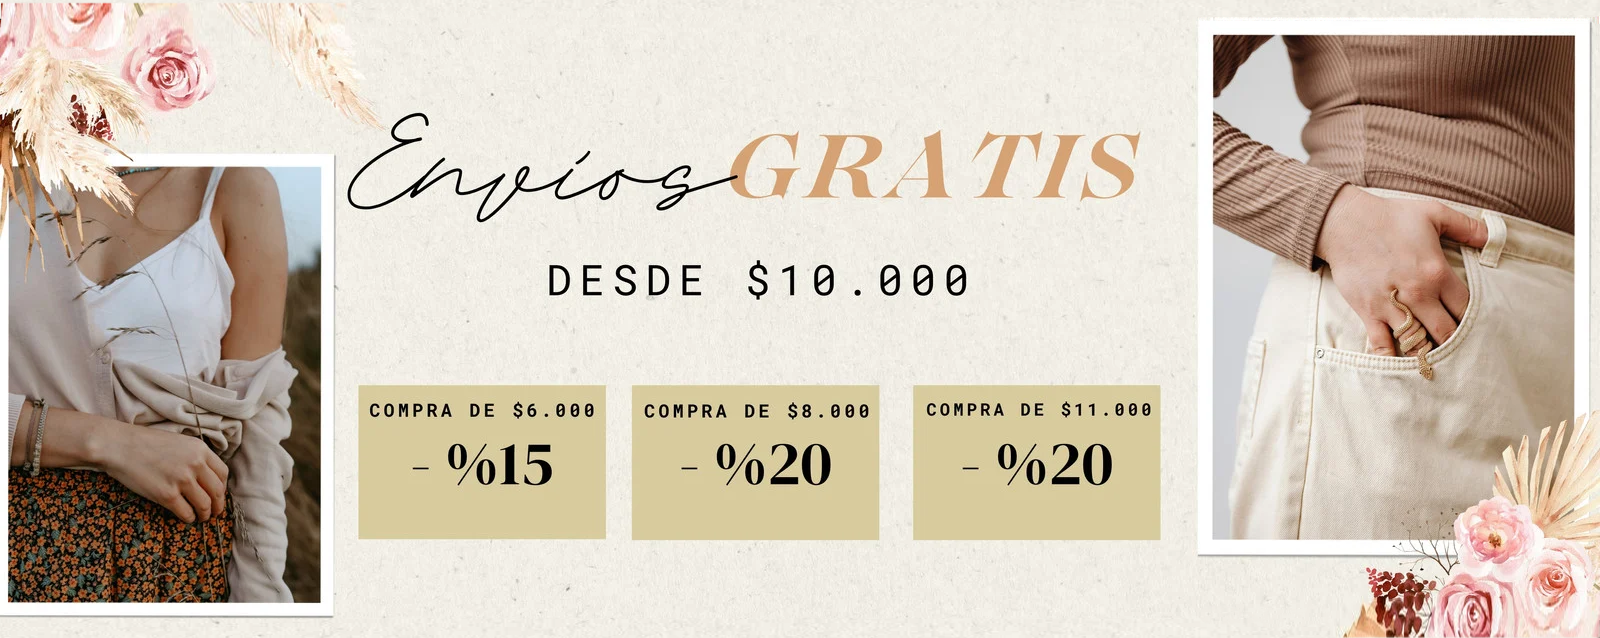 Envíos GRATIS
DESDE $10.000
COMPRA DE $6.000
- %15
COMPRA DE $8.000
- %20
COMPRA DE $11.000
- %20